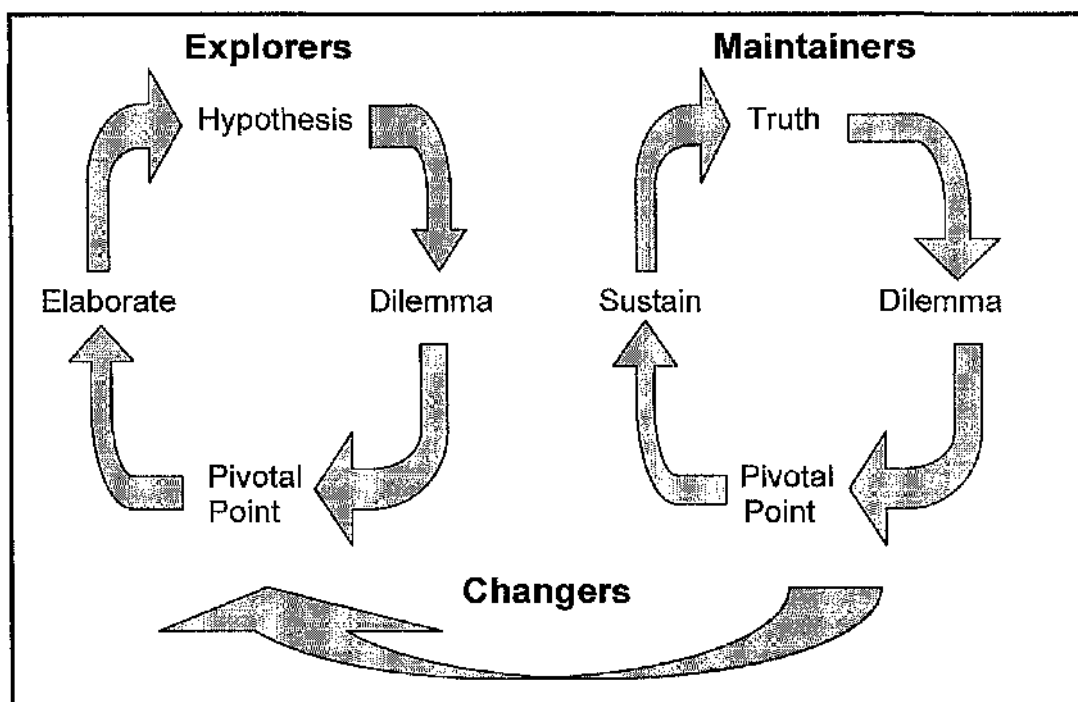 Explorers
Maintainers
Hypothesis
Truth
Elaborate
Dilemma
Sustain
Dilemma
Pivotal
Point
Pivotal
Point
Changers